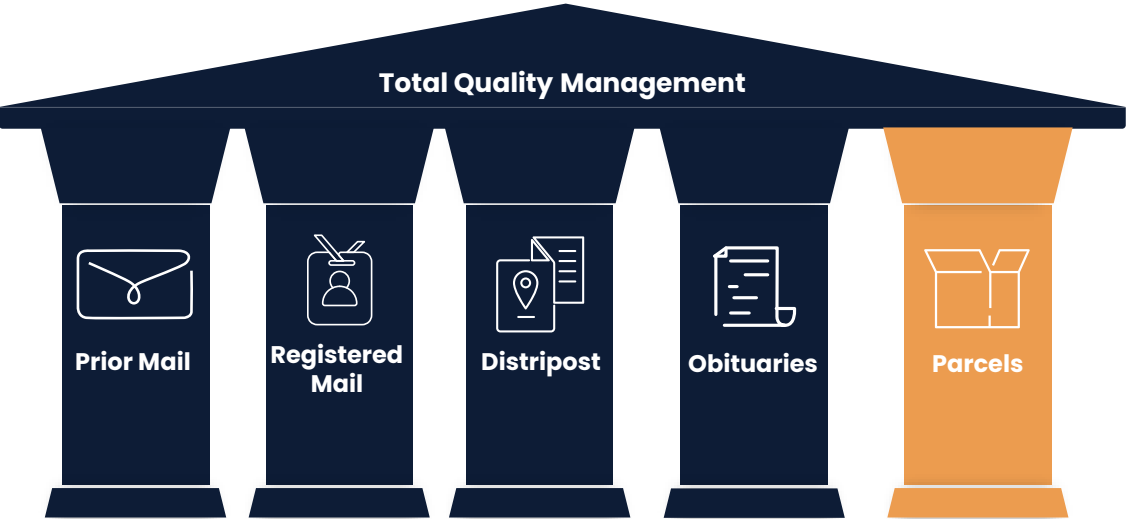 Total Quality Management
Prior Mail
Registered
Mail
Distripost
Obituaries
Parcels